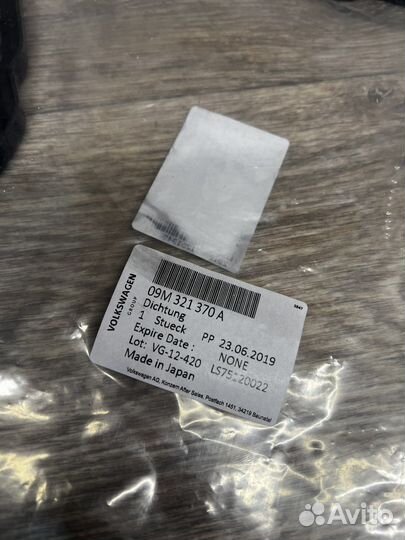 VOLKSWAGEN
GROUP
09M 321 370 A
Dichtung
1 Stueck PP 23.06.2019
Expire Date : NONE
Lot: VG-12-420 LS75220022
Made in Japan
Volkswagen AG, Konzern After Sales, Postfach 1451, 34219 Baunatal
Avito